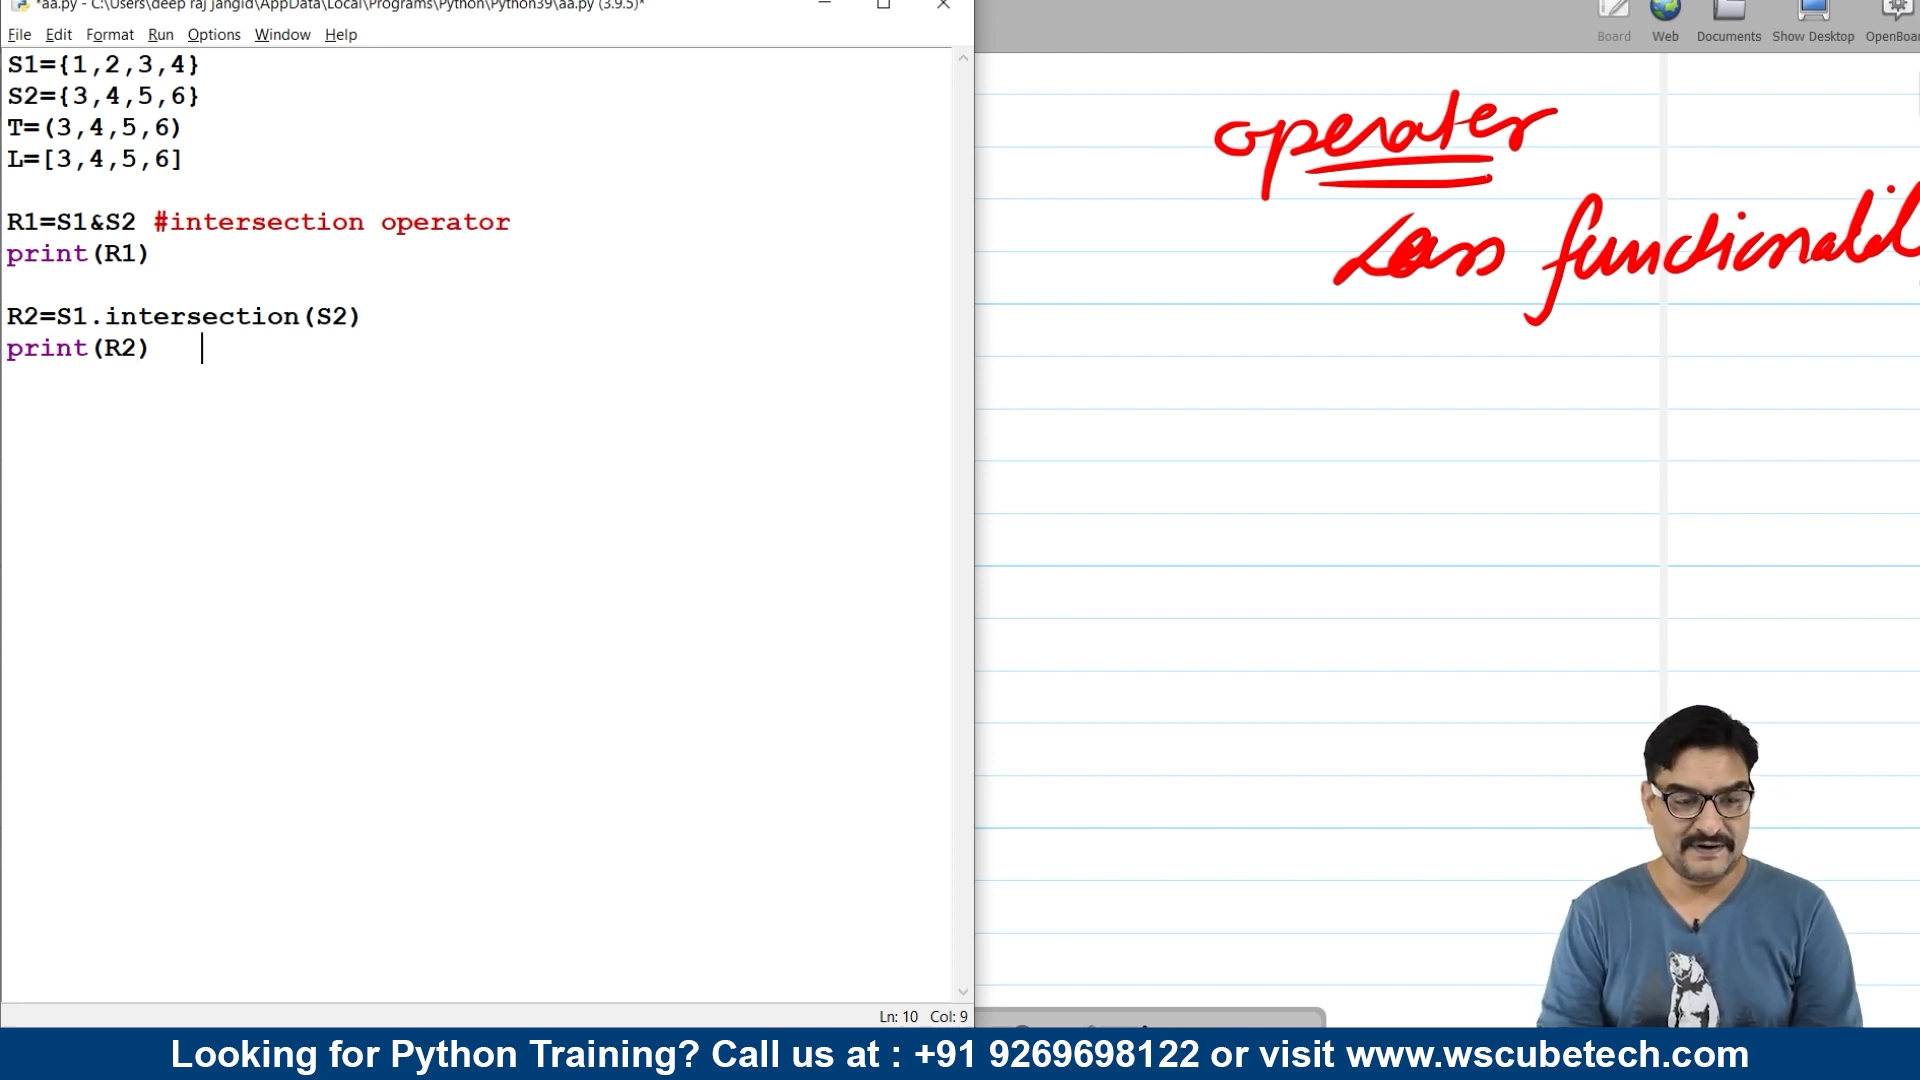 *aa.py - C:\Users\deep raj jangid\AppData\Local\Programs\Python\Python39\aa.py (3.9.5)*
File Edit Format Run Options Window Help
S1={1,2,3,4}
S2={3,4,5,6}
T=(3,4,5,6)
L=[3,4,5,6]
R1=S1&S2 #intersection operator
print(R1)
R2=S1.intersection(S2)
print(R2)
Ln: 10 Col: 9
Board Web Documents Show Desktop OpenBoar
operater
Less functionali
Looking for Python Training? Call us at : +91 9269698122 or visit www.wscubetech.com